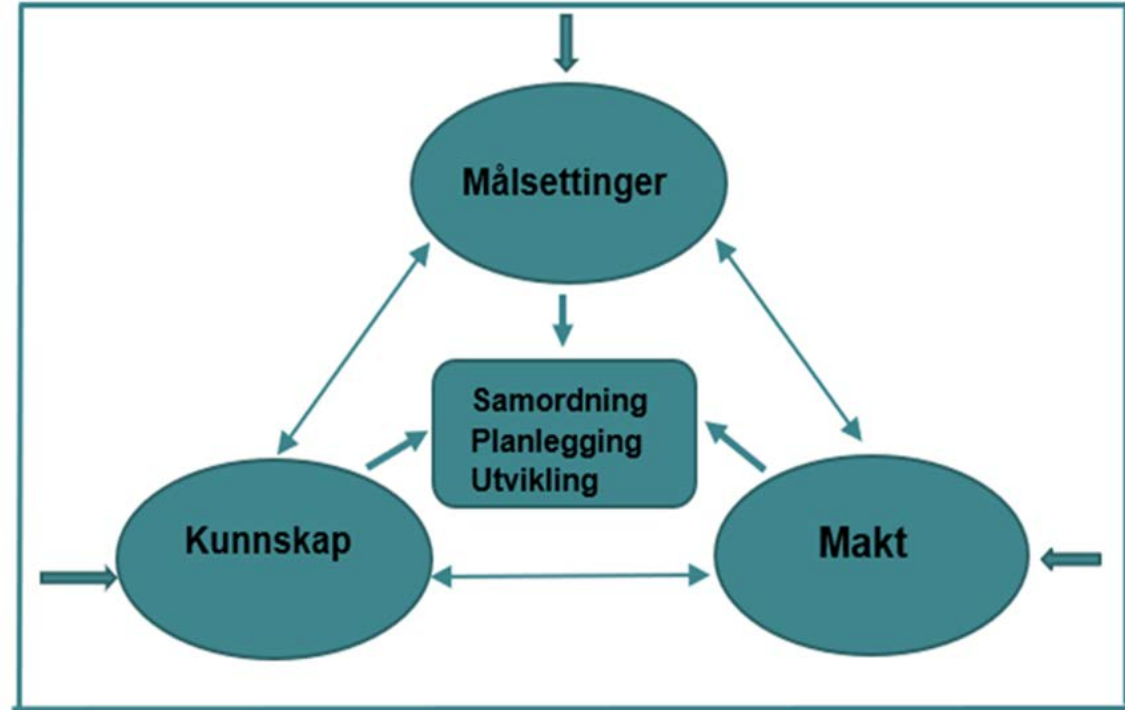 Målsettinger
Samordning
Planlegging
Utvikling
Kunnskap
Makt